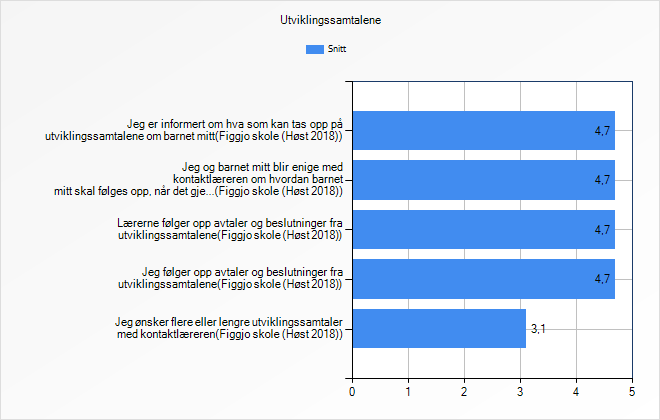 Utviklingssamtalene
Snitt
Jeg er informert om hva som kan tas opp på
utviklingssamtalene om barnet mitt(Figgjo skole (Høst 2018))
4,7
Jeg og barnet mitt blir enige med
kontaktlæreren om hvordan barnet
mitt skal følges opp, når det gje...(Figgjo skole (Høst 2018))
4,7
Lærerne følger opp avtaler og beslutninger fra
utviklingssamtalene(Figgjo skole (Høst 2018))
4,7
Jeg følger opp avtaler og beslutninger fra
utviklingssamtalene(Figgjo skole (Høst 2018))
4,7
Jeg ønsker flere eller lengre utviklingssamtaler
med kontaktlæreren(Figgjo skole (Høst 2018))
3,1
0 1 2 3 4 5